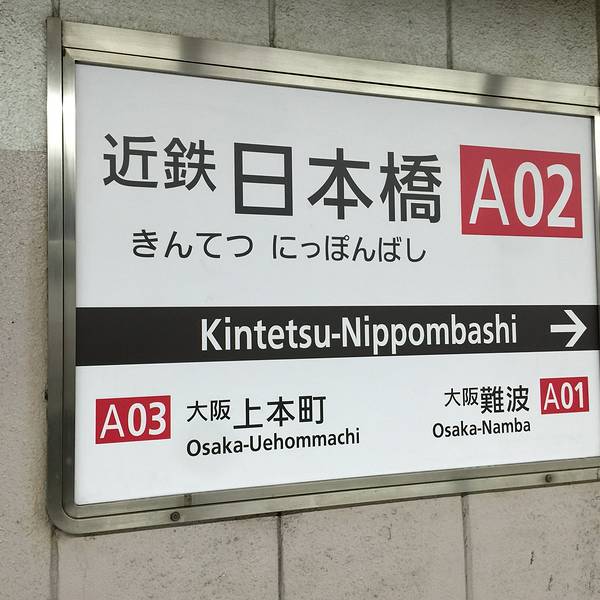 近鉄 日本橋 A02
きんてつ にっぽんばし
Kintetsu-Nippombashi →
A03 大阪上本町 大阪難波 A01
Osaka-Uehommachi Osaka-Namba